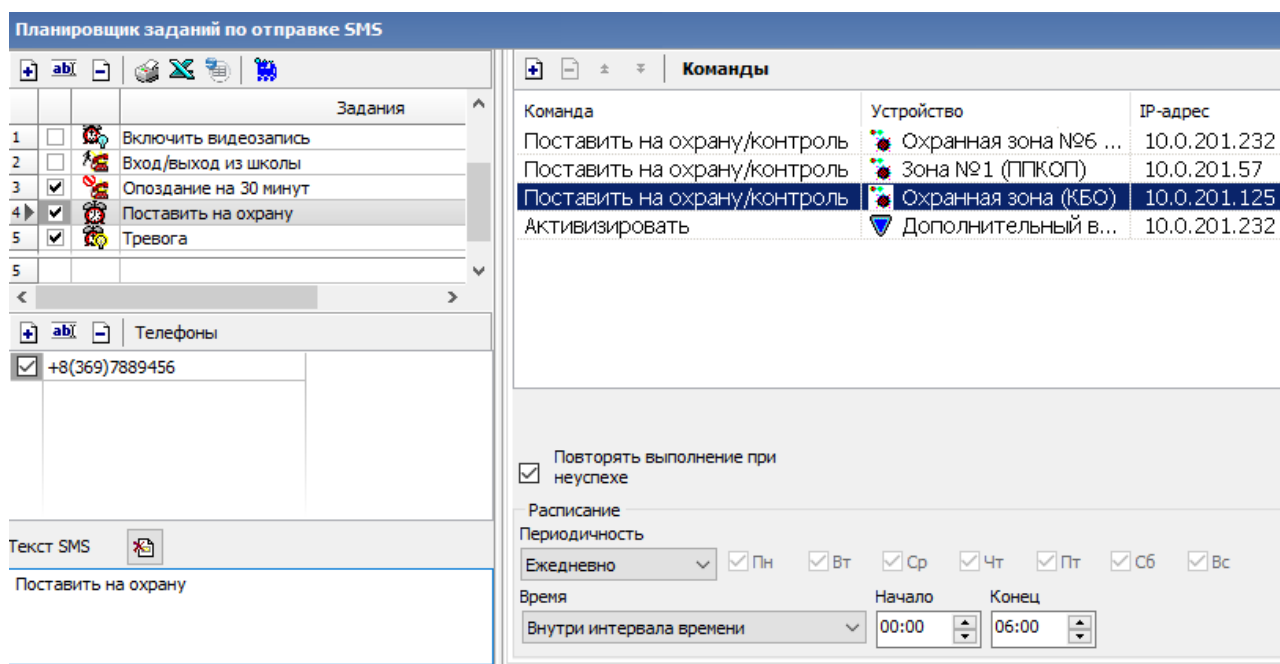 Планировщик заданий по отправке SMS
abI
Задания
1 Включить видеозапись
2 Вход/выход из школы
3 Опоздание на 30 минут
4 Поставить на охрану
5 Тревога
5
abI Телефоны
+8(369)7889456
Текст SMS
Поставить на охрану
Команды
Команда Устройство IP-адрес
Поставить на охрану/контроль Охранная зона №6 ... 10.0.201.232
Поставить на охрану/контроль Зона №1 (ППКОП) 10.0.201.57
Поставить на охрану/контроль Охранная зона (КБО) 10.0.201.125
Активизировать Дополнительный в... 10.0.201.232
Повторять выполнение при
неуспехе
Расписание
Периодичность
Ежедневно Пн Вт Ср Чт Пт Сб Вс
Время Начало Конец
Внутри интервала времени 00:00 06:00